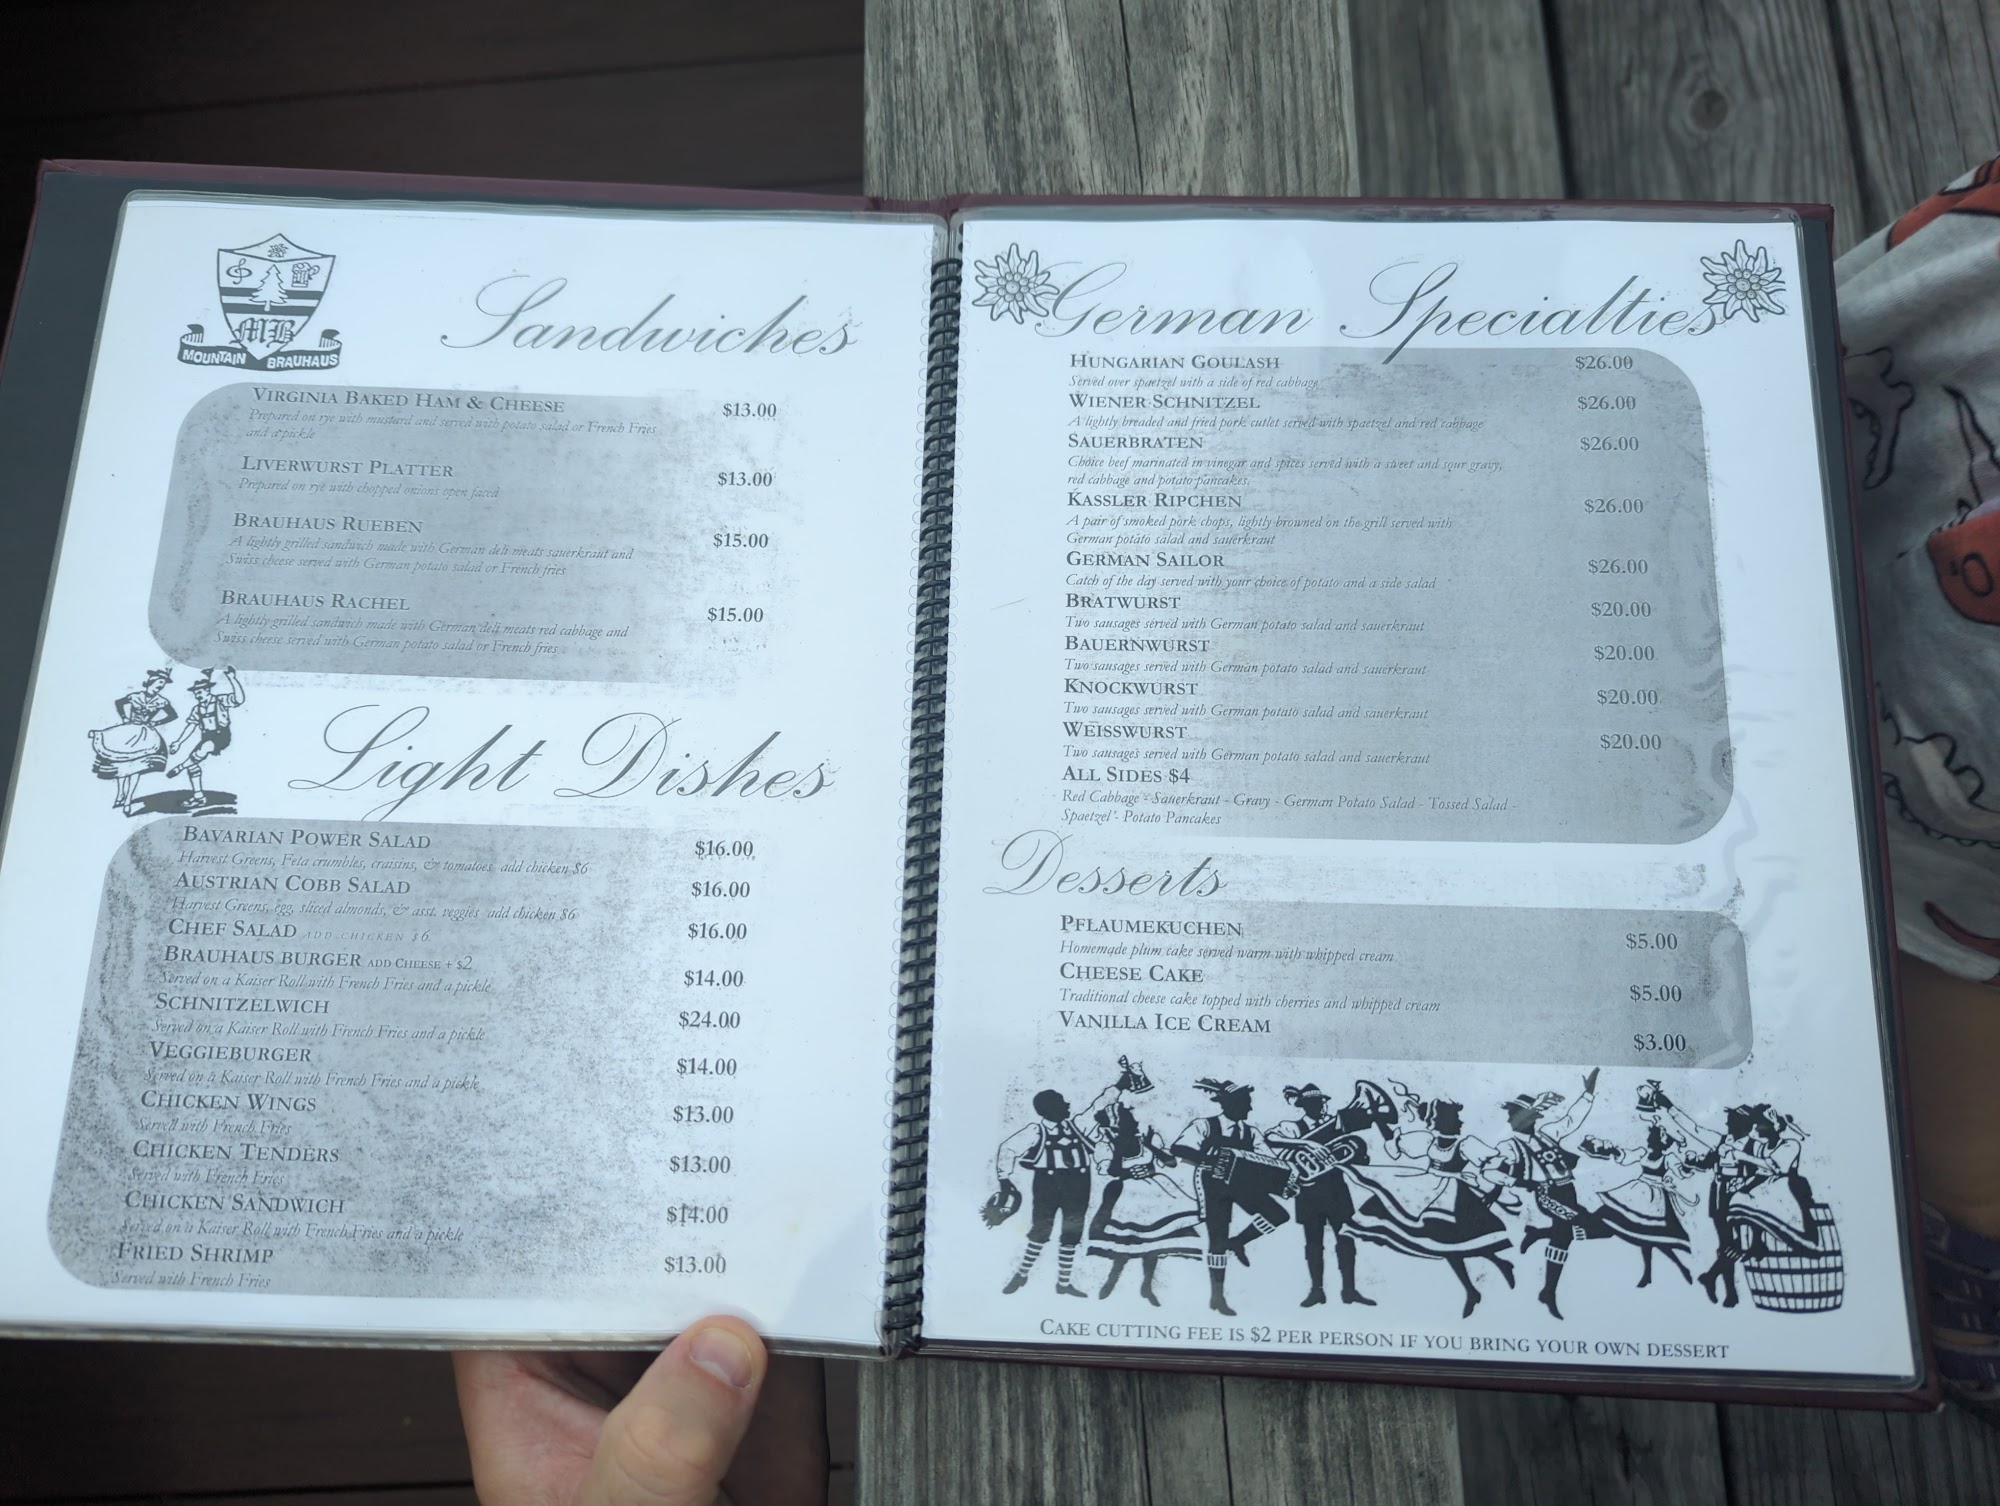 MB
MOUNTAIN BRAUHAUS
Sandwiches
VIRGINIA BAKED HAM & CHEESE $13.00
Prepared on rye with mustard and served with potato salad or French Fries
and a pickle
LIVERWURST PLATTER $13.00
Prepared on rye with chopped onions open faced
BRAUHAUS RUEBEN $15.00
A lightly grilled sandwich made with German deli meats sauerkraut and
Swiss cheese served with German potato salad or French fries
BRAUHAUS RACHEL $15.00
A lightly grilled sandwich made with German deli meats red cabbage and
Swiss cheese served with German potato salad or French fries
Light Dishes
BAVARIAN POWER SALAD $16.00
Harvest Greens, Feta crumbles, craisins, & tomatoes add chicken $6
AUSTRIAN COBB SALAD $16.00
Harvest Greens, egg, sliced almonds, & asst. veggies add chicken $6
CHEF SALAD ADD CHICKEN $6 $16.00
BRAUHAUS BURGER ADD CHEESE + $2 $14.00
Served on a Kaiser Roll with French Fries and a pickle
SCHNITZELWICH $24.00
Served on a Kaiser Roll with French Fries and a pickle
VEGGIEBURGER $14.00
Served on a Kaiser Roll with French Fries and a pickle
CHICKEN WINGS $13.00
Served with French Fries
CHICKEN TENDERS $13.00
Served with French Fries
CHICKEN SANDWICH $14.00
Served on a Kaiser Roll with French Fries and a pickle
FRIED SHRIMP $13.00
Served with French Fries
German Specialties
HUNGARIAN GOULASH $26.00
Served over spaetzel with a side of red cabbage
WIENER SCHNITZEL $26.00
A lightly breaded and fried pork cutlet served with spaetzel and red cabbage
SAUERBRATEN $26.00
Choice beef marinated in vinegar and spices served with a sweet and sour gravy,
red cabbage and potato pancakes.
KASSLER RIPCHEN $26.00
A pair of smoked pork chops, lightly browned on the grill served with
German potato salad and sauerkraut
GERMAN SAILOR $26.00
Catch of the day served with your choice of potato and a side salad
BRATWURST $20.00
Two sausages served with German potato salad and sauerkraut
BAUERNWURST $20.00
Two sausages served with German potato salad and sauerkraut
KNOCKWURST $20.00
Two sausages served with German potato salad and sauerkraut
WEISSWURST $20.00
Two sausages served with German potato salad and sauerkraut
ALL SIDES $4
Red Cabbage - Sauerkraut - Gravy - German Potato Salad - Tossed Salad -
Spaetzel - Potato Pancakes
Desserts
PFLAUMEKUCHEN $5.00
Homemade plum cake served warm with whipped cream
CHEESE CAKE $5.00
Traditional cheese cake topped with cherries and whipped cream
VANILLA ICE CREAM $3.00
CAKE CUTTING FEE IS $2 PER PERSON IF YOU BRING YOUR OWN DESSERT